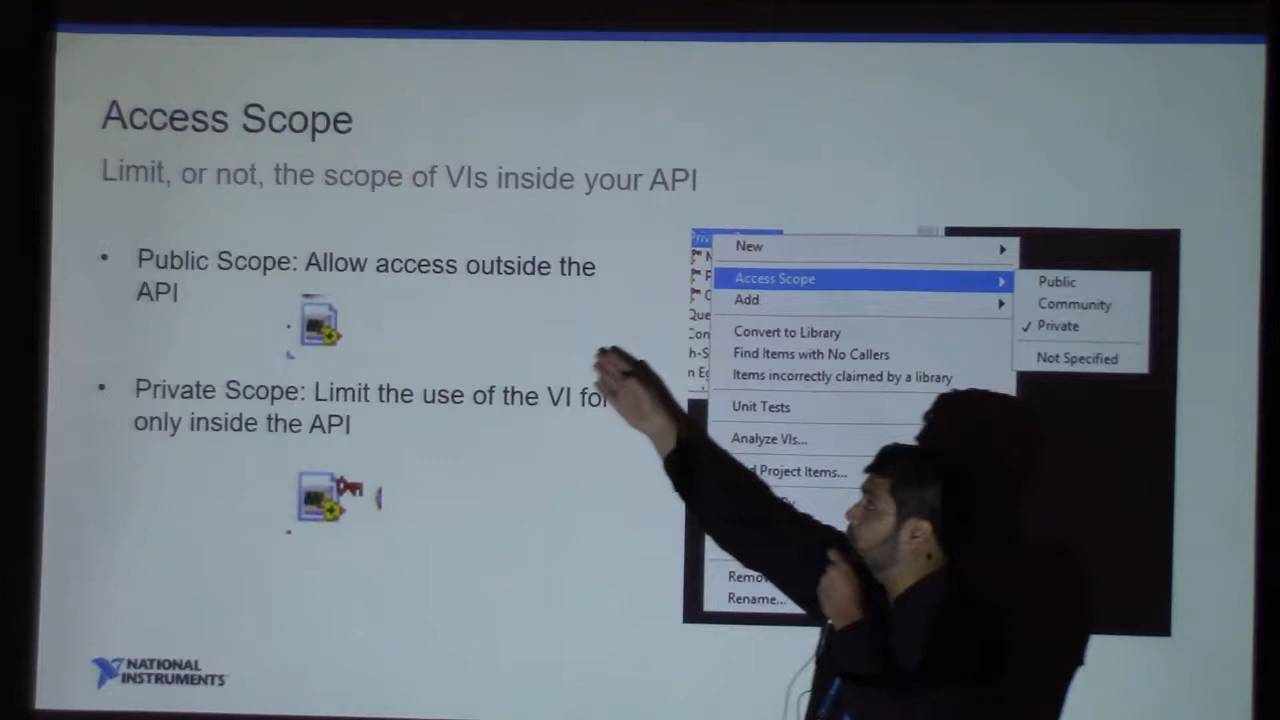 Access Scope
Limit, or not, the scope of VIs inside your API
• Public Scope: Allow access outside the
API
• Private Scope: Limit the use of the VI for
only inside the API
New
Access Scope
Add
Convert to Library
Find Items with No Callers
Items incorrectly claimed by a library
Unit Tests
Analyze VIs...
Project Items...
Rename...
Public
Community
✓ Private
Not Specified
NATIONAL
INSTRUMENTS